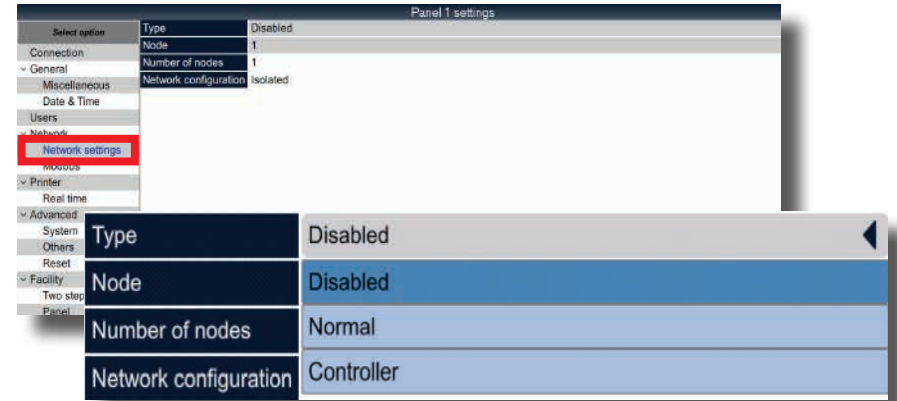 Panel 1 settings
Select option
Type Disabled
Node 1
Number of nodes 1
Network configuration Isolated
Connection
General
Miscellaneous
Date & Time
Users
Network
Network settings
Modbus
Printer
Real time
Advanced
System
Others
Reset
Facility
Two step
Panel
Type Disabled
Node Disabled
Number of nodes Normal
Network configuration Controller